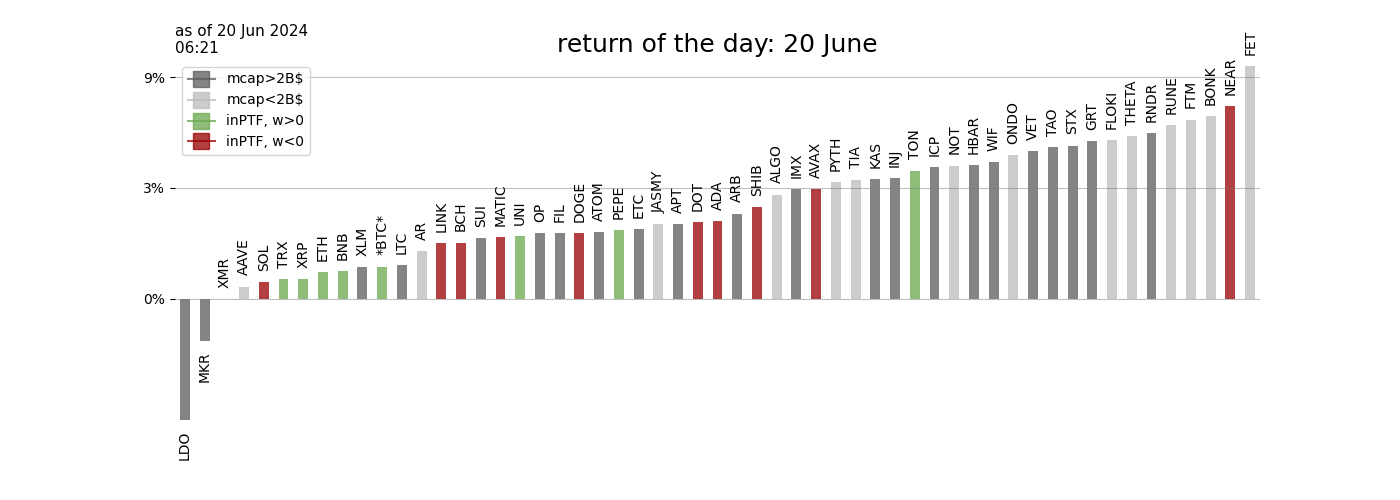 as of 20 Jun 2024
06:21
return of the day: 20 June
mcap>2B$
mcap<2B$
inPTF, w>0
inPTF, w<0
9%
3%
0%
LDO
MKR
XMR
AAVE
SOL
TRX
XRP
ETH
BNB
XLM
*BTC*
LTC
AR
LINK
BCH
SUI
MATIC
UNI
OP
FIL
DOGE
ATOM
PEPE
ETC
JASMY
APT
DOT
ADA
ARB
SHIB
ALGO
IMX
AVAX
PYTH
TIA
KAS
INJ
TON
ICP
NOT
HBAR
WIF
ONDO
VET
TAO
STX
GRT
FLOKI
THETA
RNDR
RUNE
FTM
BONK
NEAR
FET